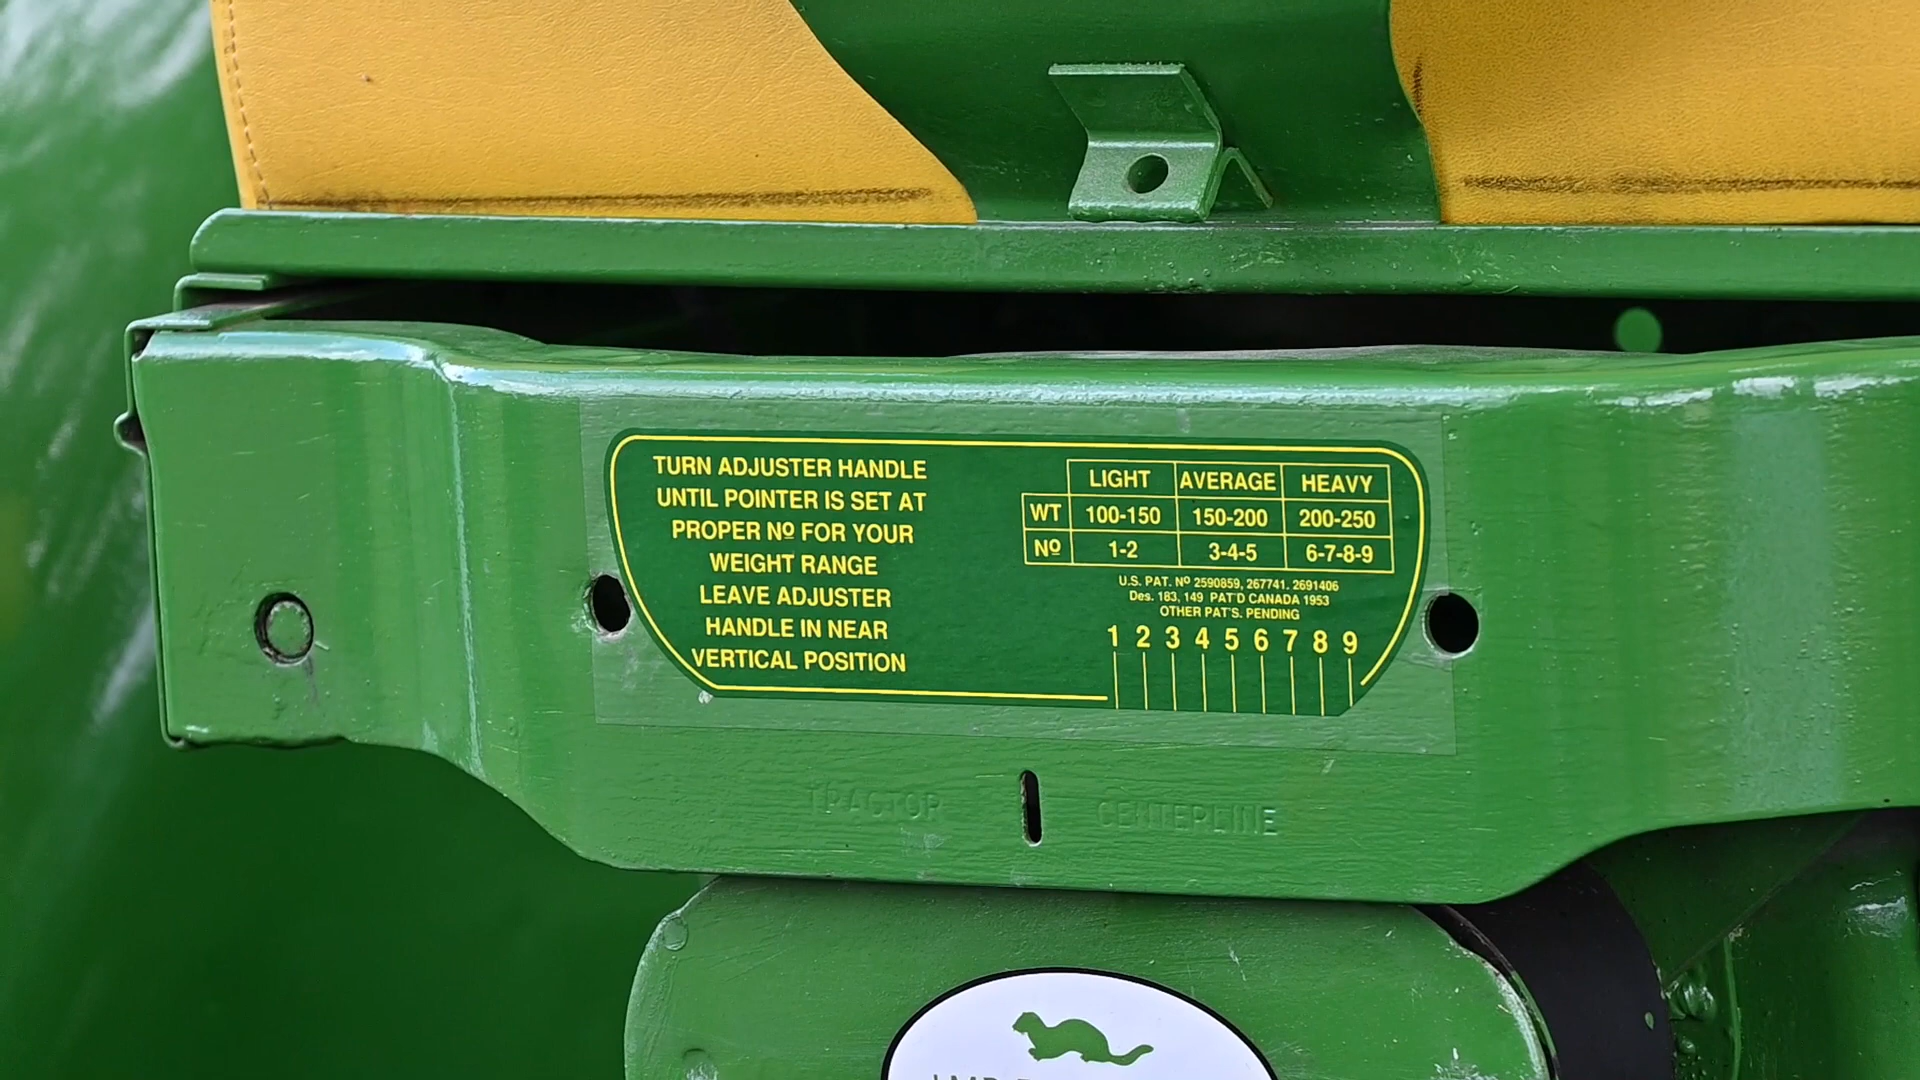 TURN ADJUSTER HANDLE
UNTIL POINTER IS SET AT
PROPER Nº FOR YOUR
WEIGHT RANGE
LEAVE ADJUSTER
HANDLE IN NEAR
VERTICAL POSITION
LIGHT AVERAGE HEAVY
WT 100-150 150-200 200-250
Nº 1-2 3-4-5 6-7-8-9
U.S. PAT. Nº 2590859, 267741, 2691406
Des. 183, 149 PAT'D CANADA 1953
OTHER PAT'S. PENDING
1 2 3 4 5 6 7 8 9
TRACTOR CENTERLINE